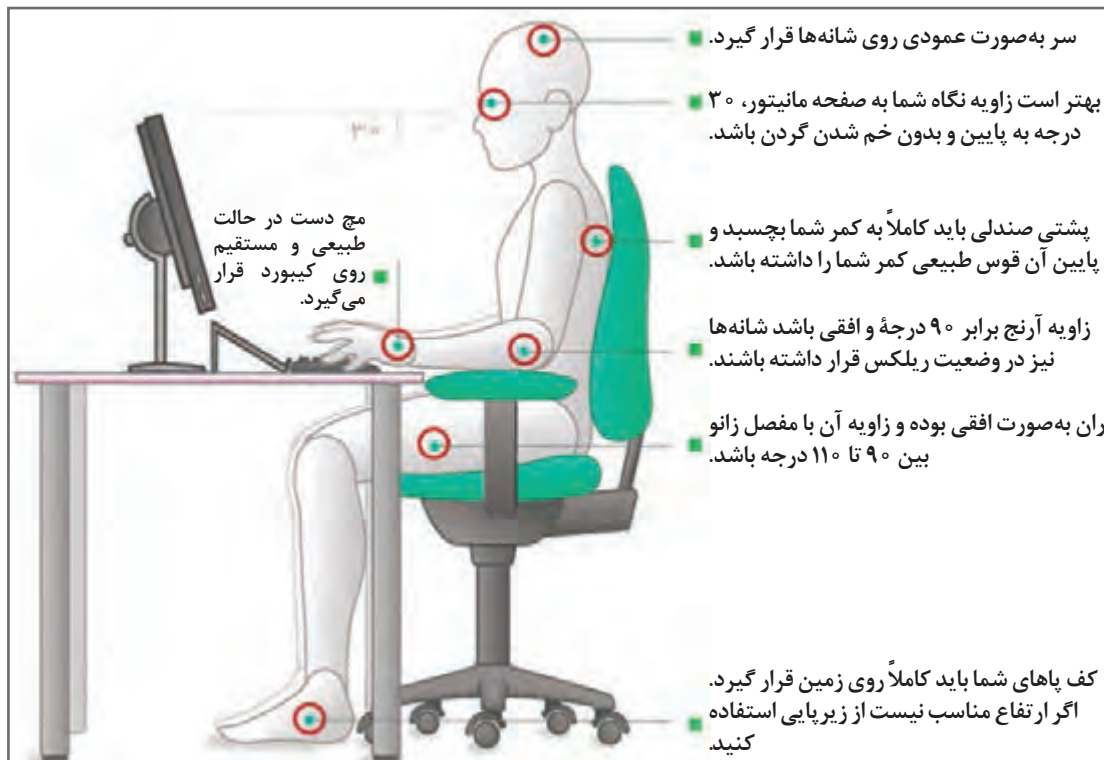 سر به‌صورت عمودی روی شانه‌ها قرار گیرد.
بهتر است زاویه نگاه شما به صفحه مانیتور، ۳۰
درجه به پایین و بدون خم شدن گردن باشد.
پشتی صندلی باید کاملاً به کمر شما بچسبد و
پایین آن قوس طبیعی کمر شما را داشته باشد.
مچ دست در حالت
طبیعی و مستقیم
روی کیبورد قرار
می‌گیرد.
زاویه آرنج برابر ۹۰ درجهٔ و افقی باشد شانه‌ها
نیز در وضعیت ریلکس قرار داشته باشند.
ران به‌صورت افقی بوده و زاویه آن با مفصل زانو
بین ۹۰ تا ۱۱۰ درجه باشد.
کف پاهای شما باید کاملاً روی زمین قرار گیرد.
اگر ارتفاع مناسب نیست از زیرپایی استفاده
کنید.